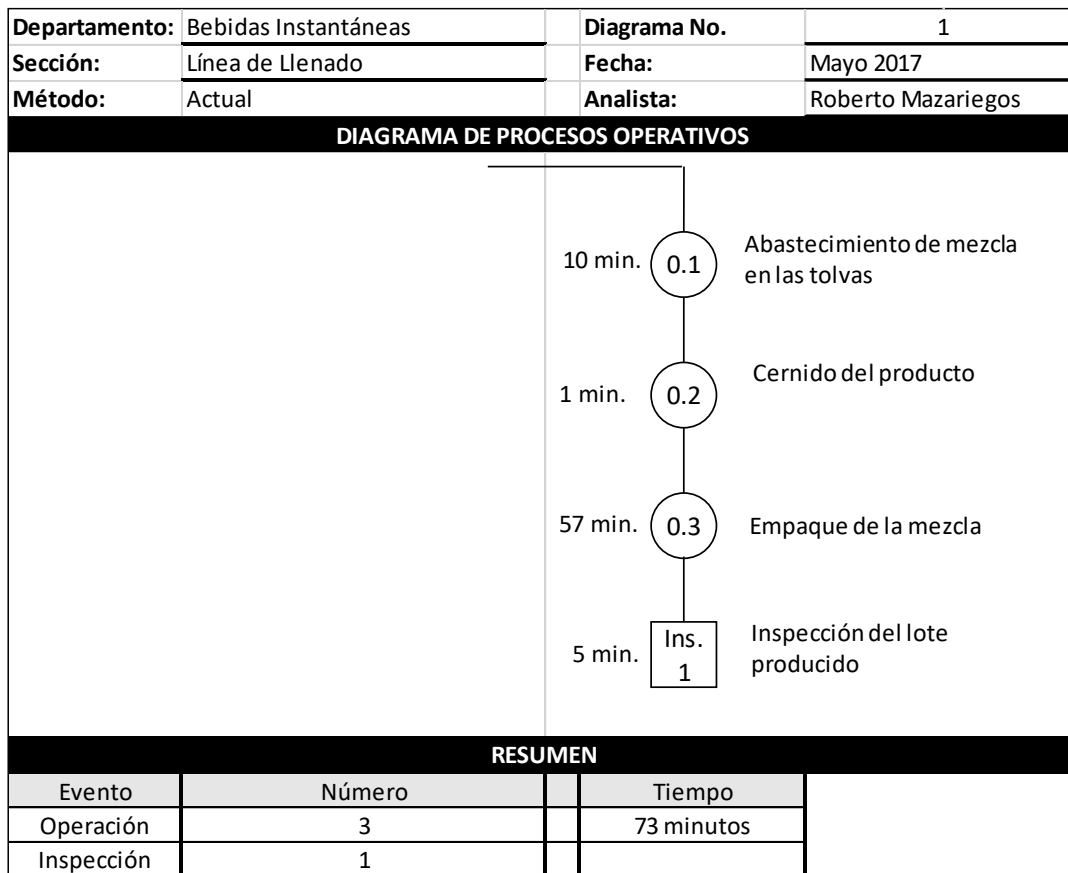 Departamento: Bebidas Instantáneas Diagrama No. 1
Sección: Línea de Llenado Fecha: Mayo 2017
Método: Actual Analista: Roberto Mazariegos
DIAGRAMA DE PROCESOS OPERATIVOS
10 min. 0.1 Abastecimiento de mezcla
en las tolvas
1 min. 0.2 Cernido del producto
57 min. 0.3 Empaque de la mezcla
5 min. Ins. 1 Inspección del lote
producido
RESUMEN
Evento Número Tiempo
Operación 3 73 minutos
Inspección 1